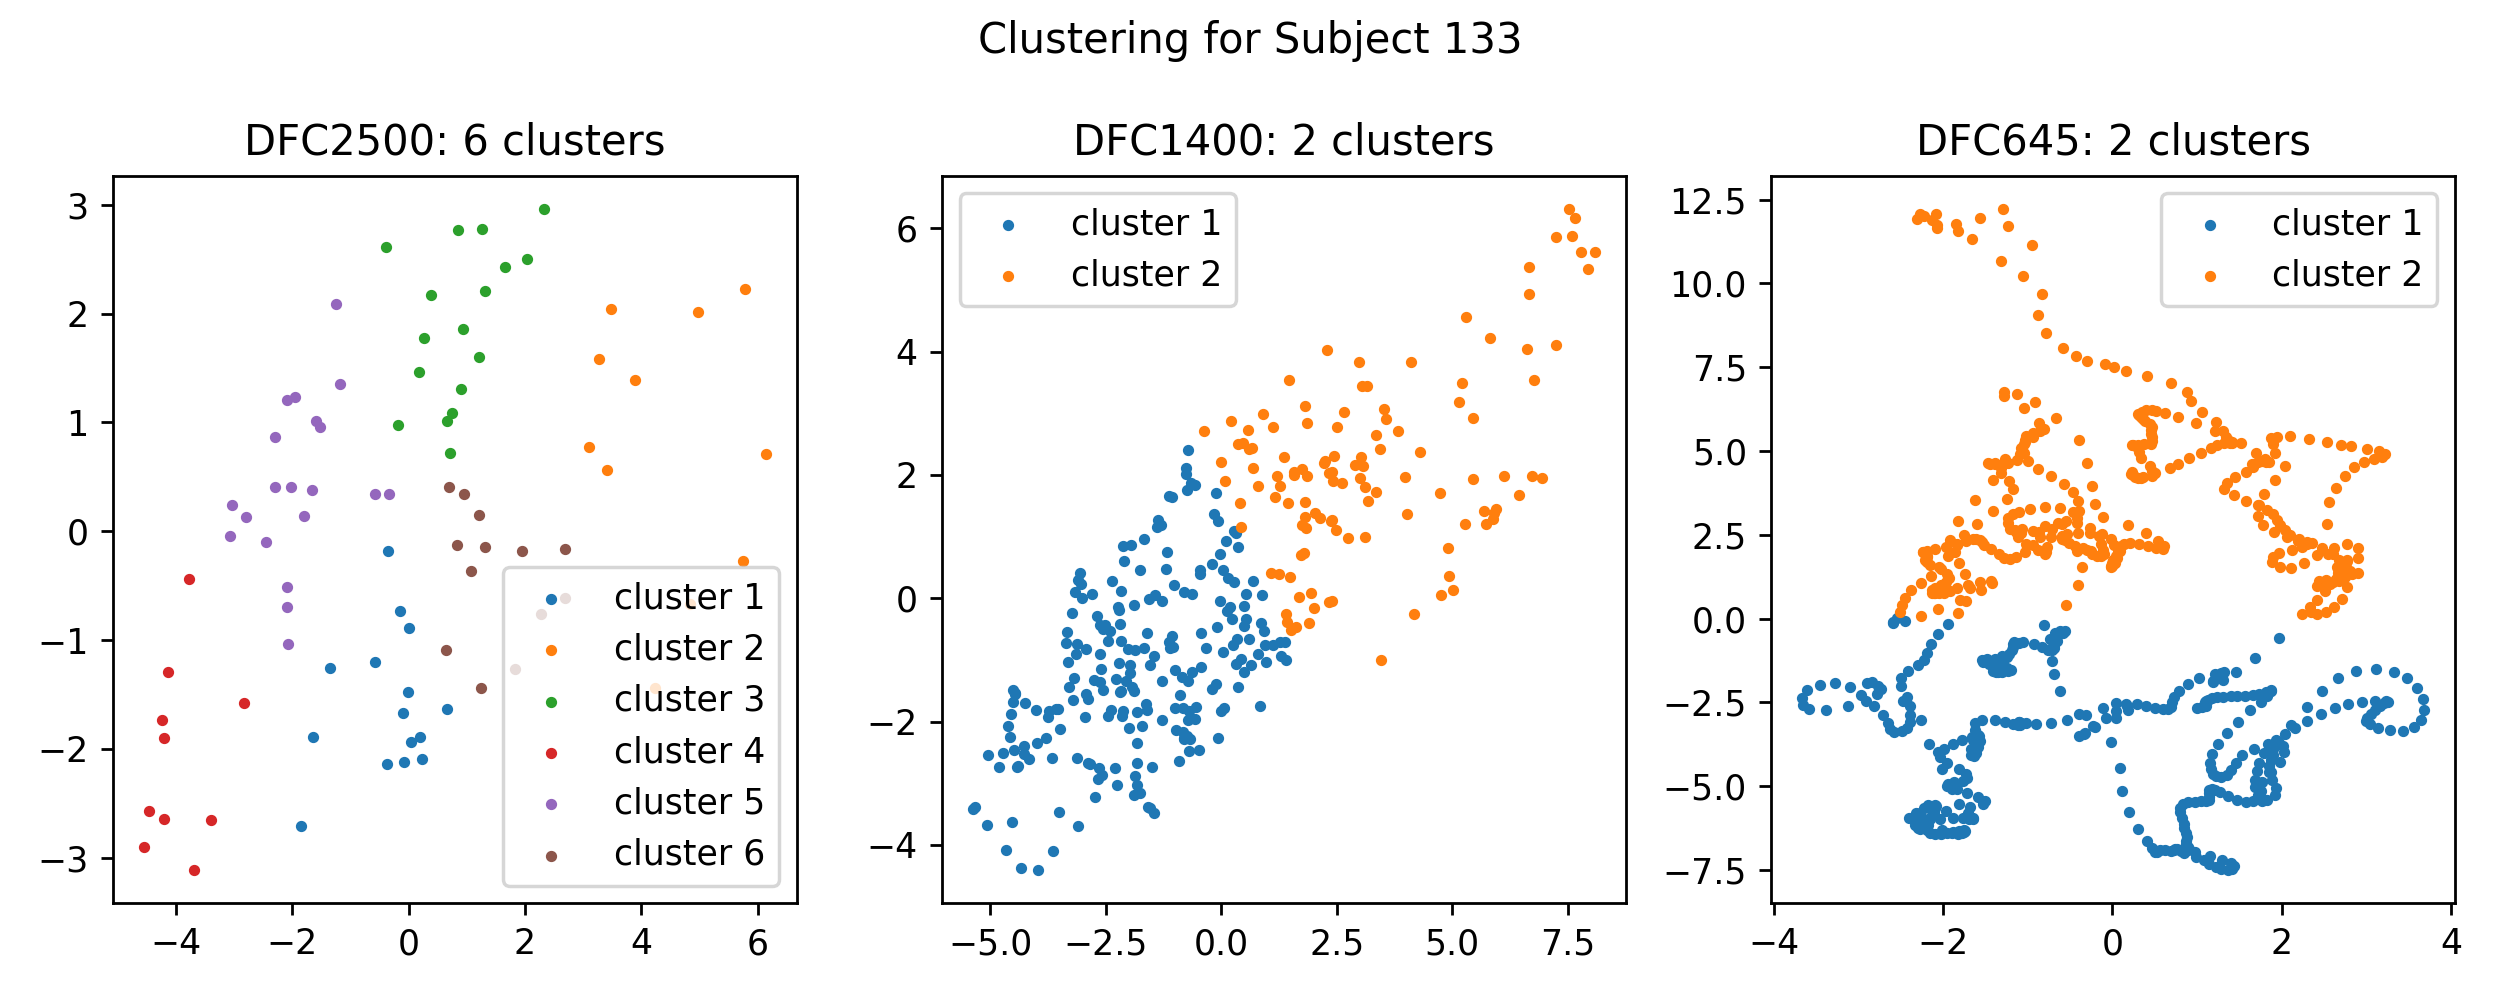 Clustering for Subject 133
DFC2500: 6 clusters
3
2
1
0
−1
−2
−3
−4
−2
0
2
4
6
cluster 1
cluster 2
cluster 3
cluster 4
cluster 5
cluster 6
DFC1400: 2 clusters
6
4
2
0
−2
−4
−5.0
−2.5
0.0
2.5
5.0
7.5
cluster 1
cluster 2
DFC645: 2 clusters
12.5
10.0
7.5
5.0
2.5
0.0
−2.5
−5.0
−7.5
−4
−2
0
2
4
cluster 1
cluster 2